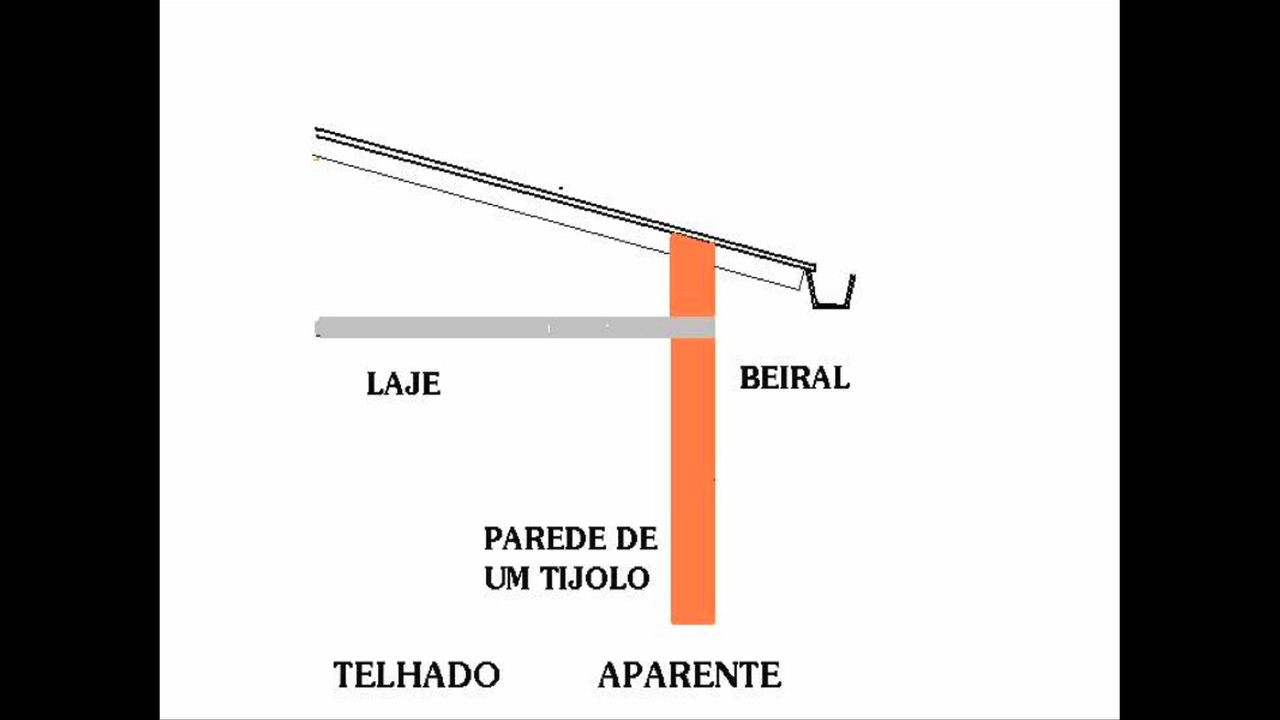 LAJE
BEIRAL
PAREDE DE
UM TIJOLO
TELHADO APARENTE